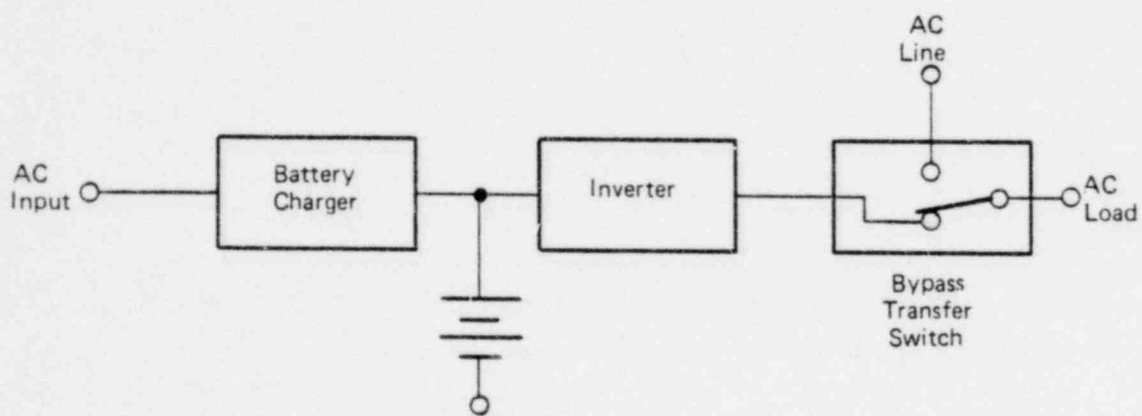 AC
Line
AC
Input
Battery
Charger
Inverter
AC
Load
Bypass
Transfer
Switch